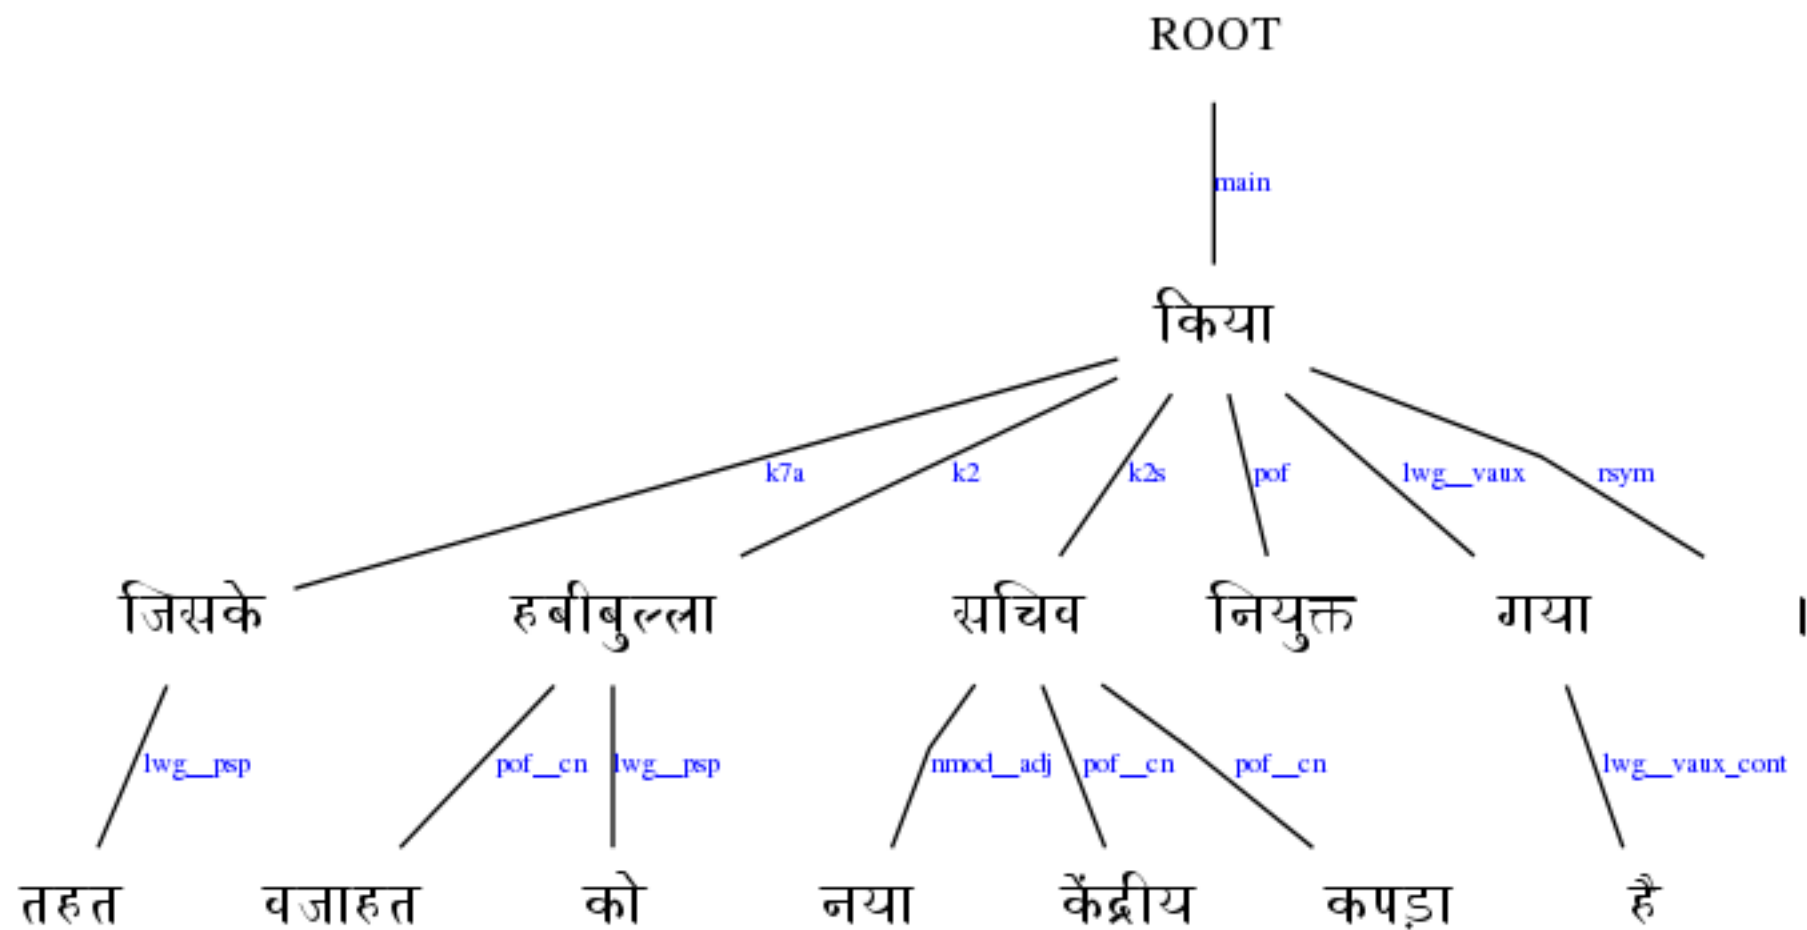 ROOT
main
किया
k7a k2 k2s pof lwg__vaux rsym
जिसके हबीबुल्ला सचिव नियुक्त गया ।
lwg__psp pof__cn lwg__psp nmod__adj pof__cn pof__cn lwg__vaux_cont
तहत वजाहत को नया केंद्रीय कपड़ा है